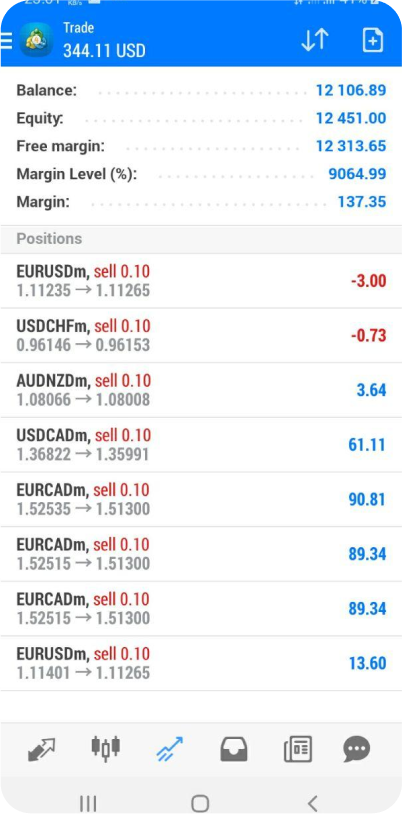 Trade
344.11 USD
Balance: 12 106.89
Equity: 12 451.00
Free margin: 12 313.65
Margin Level (%): 9064.99
Margin: 137.35
Positions
EURUSDm, sell 0.10
1.11235 → 1.11265
-3.00
USDCHFm, sell 0.10
0.96146 → 0.96153
-0.73
AUDNZDm, sell 0.10
1.08066 → 1.08008
3.64
USDCADm, sell 0.10
1.36822 → 1.35991
61.11
EURCADm, sell 0.10
1.52535 → 1.51300
90.81
EURCADm, sell 0.10
1.52515 → 1.51300
89.34
EURCADm, sell 0.10
1.52515 → 1.51300
89.34
EURUSDm, sell 0.10
1.11401 → 1.11265
13.60